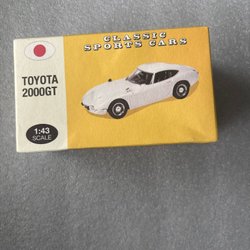 CLASSIC
SPORTS CARS
TOYOTA
2000GT
1:43
SCALE